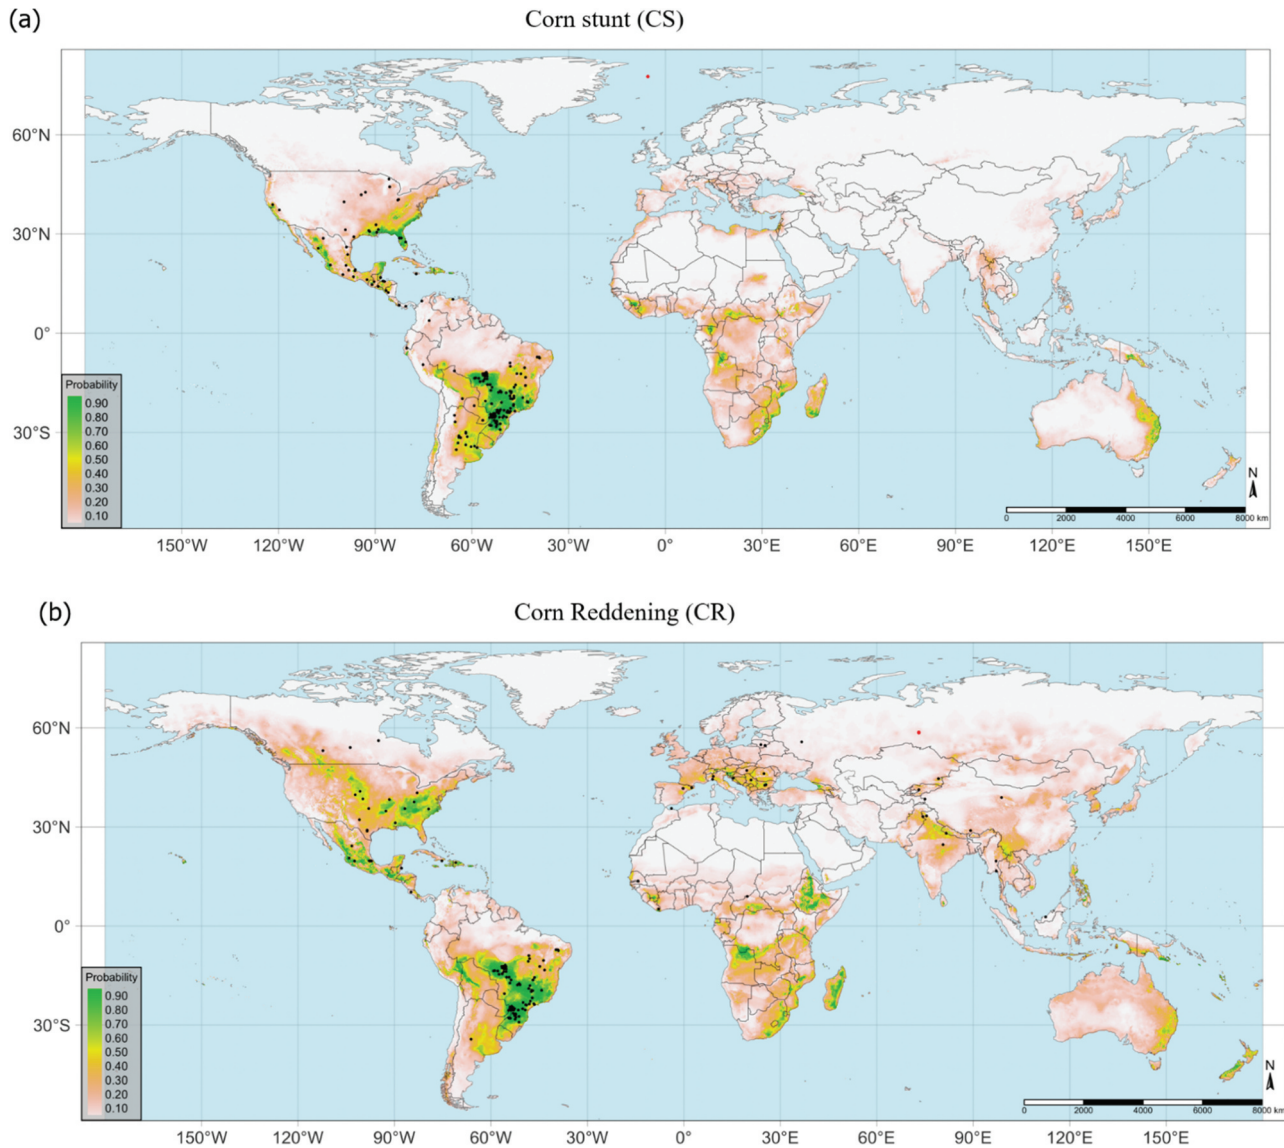 (a)
Corn stunt (CS)
60°N
30°N
0°
30°S
Probability
0.90
0.80
0.70
0.60
0.50
0.40
0.30
0.20
0.10
N
0 2000 4000 6000 8000 km
150°W 120°W 90°W 60°W 30°W 0° 30°E 60°E 90°E 120°E 150°E
(b)
Corn Reddening (CR)
60°N
30°N
0°
30°S
Probability
0.90
0.80
0.70
0.60
0.50
0.40
0.30
0.20
0.10
N
0 2000 4000 6000 8000 km
150°W 120°W 90°W 60°W 30°W 0° 30°E 60°E 90°E 120°E 150°E